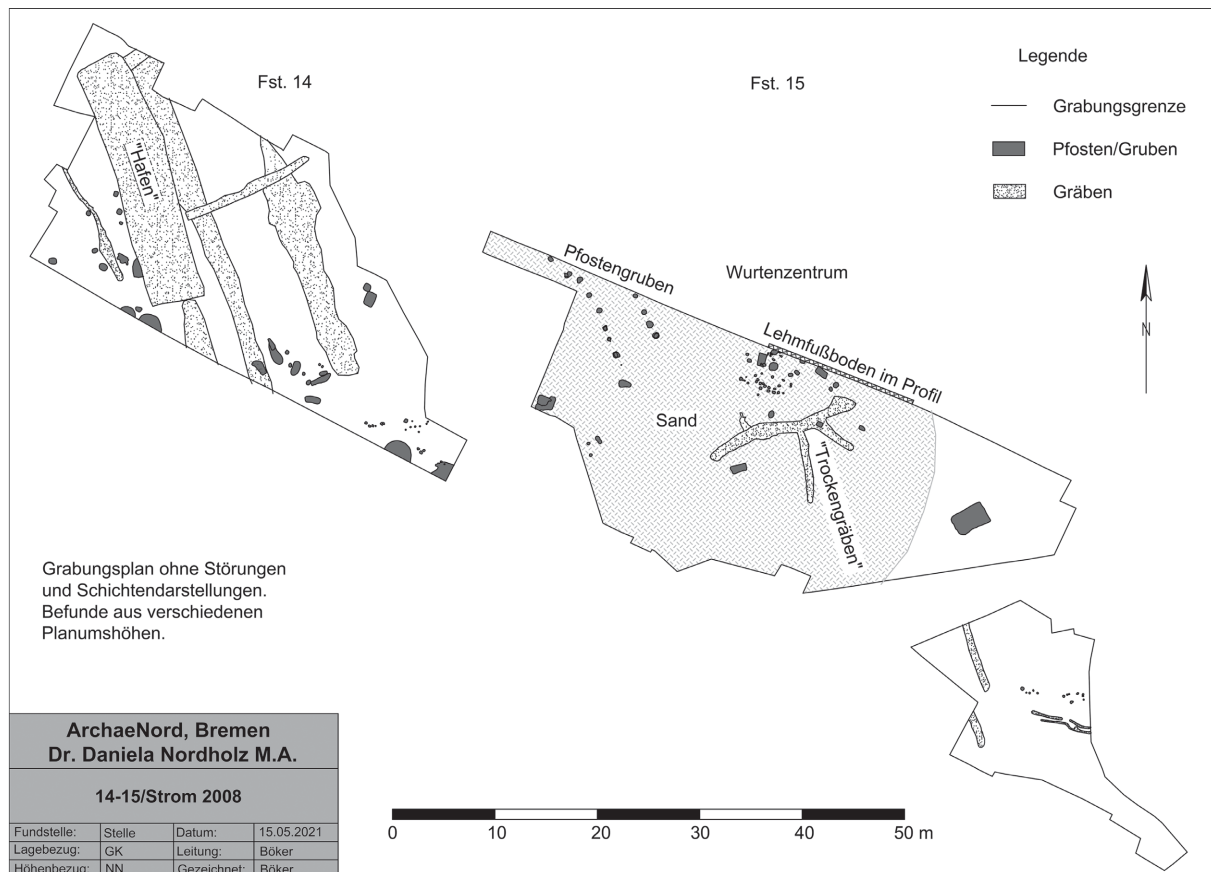 Fst. 14
Fst. 15
Legende
Grabungsgrenze
Pfosten/Gruben
Gräben
"Hafen"
Pfostengruben
Wurtenzentrum
Lehmfußboden im Profil
N
Sand
"Trockengräben"
Grabungsplan ohne Störungen
und Schichtendarstellungen.
Befunde aus verschiedenen
Planumshöhen.
ArchaeNord, Bremen
Dr. Daniela Nordholz M.A.
14-15/Strom 2008
Fundstelle: Stelle Datum: 15.05.2021
Lagebezug: GK Leitung: Böker
Höhenbezug: NN Gezeichnet: Böker
0 10 20 30 40 50 m